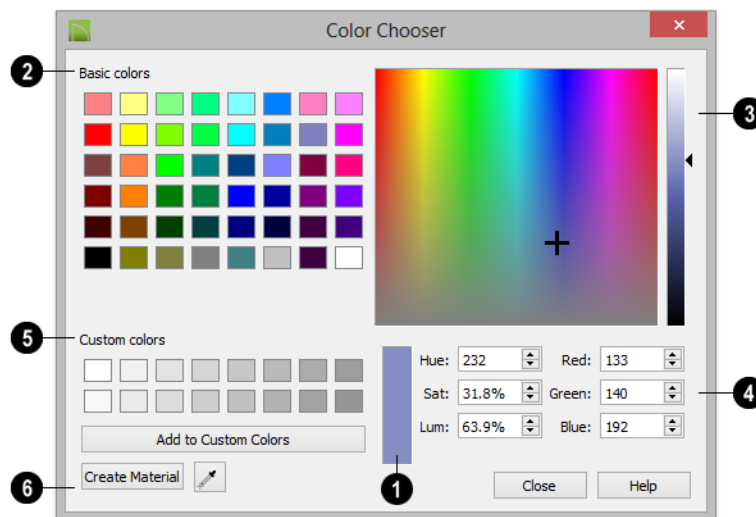 Color Chooser
2
Basic colors
3
5
Custom colors
Hue: 232 Red: 133
Sat: 31.8% Green: 140
4
Lum: 63.9% Blue: 192
Add to Custom Colors
6
Create Material
1
Close Help